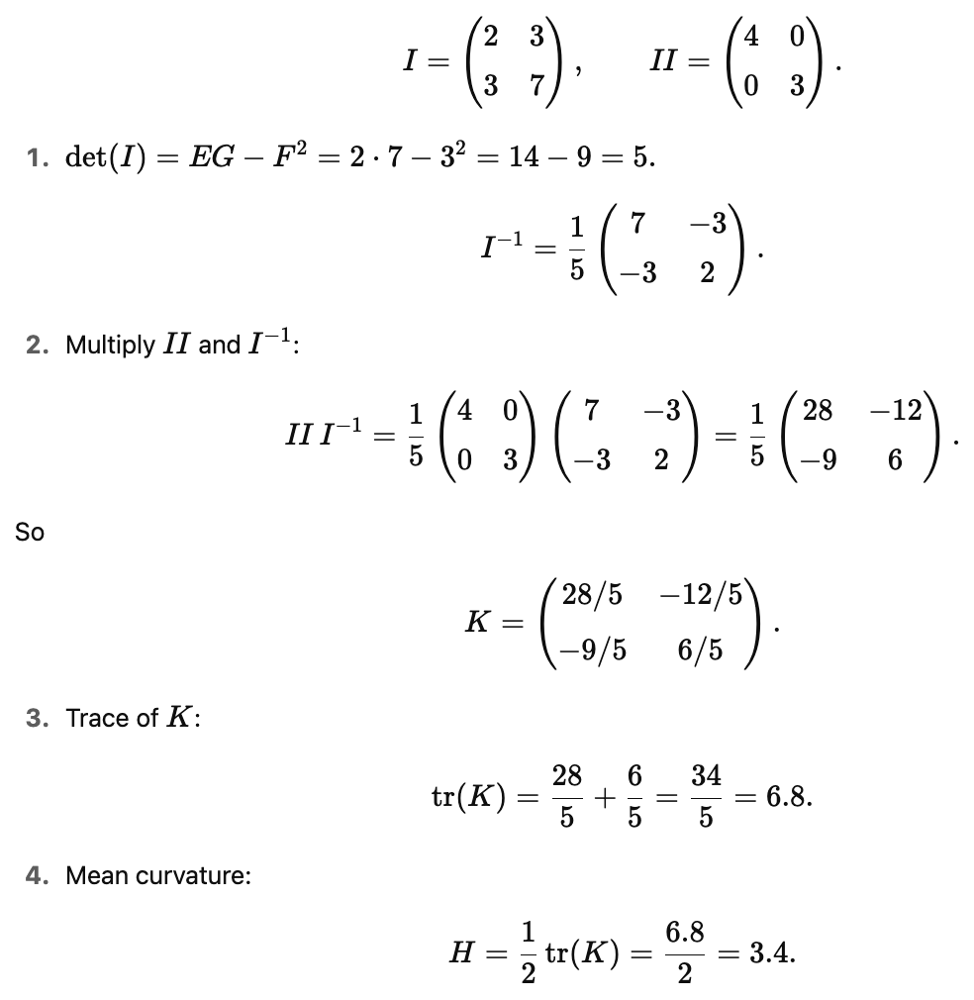 I = \begin{pmatrix} 2 & 3 \\ 3 & 7 \end{pmatrix}, \qquad II = \begin{pmatrix} 4 & 0 \\ 0 & 3 \end{pmatrix}.
1. \det(I) = EG - F^2 = 2 \cdot 7 - 3^2 = 14 - 9 = 5.
I^{-1} = \frac{1}{5} \begin{pmatrix} 7 & -3 \\ -3 & 2 \end{pmatrix}.
2. Multiply II and I^{-1}:
II\, I^{-1} = \frac{1}{5} \begin{pmatrix} 4 & 0 \\ 0 & 3 \end{pmatrix} \begin{pmatrix} 7 & -3 \\ -3 & 2 \end{pmatrix} = \frac{1}{5} \begin{pmatrix} 28 & -12 \\ -9 & 6 \end{pmatrix}.
So
K = \begin{pmatrix} 28/5 & -12/5 \\ -9/5 & 6/5 \end{pmatrix}.
3. Trace of K:
\mathrm{tr}(K) = \frac{28}{5} + \frac{6}{5} = \frac{34}{5} = 6.8.
4. Mean curvature:
H = \frac{1}{2} \mathrm{tr}(K) = \frac{6.8}{2} = 3.4.